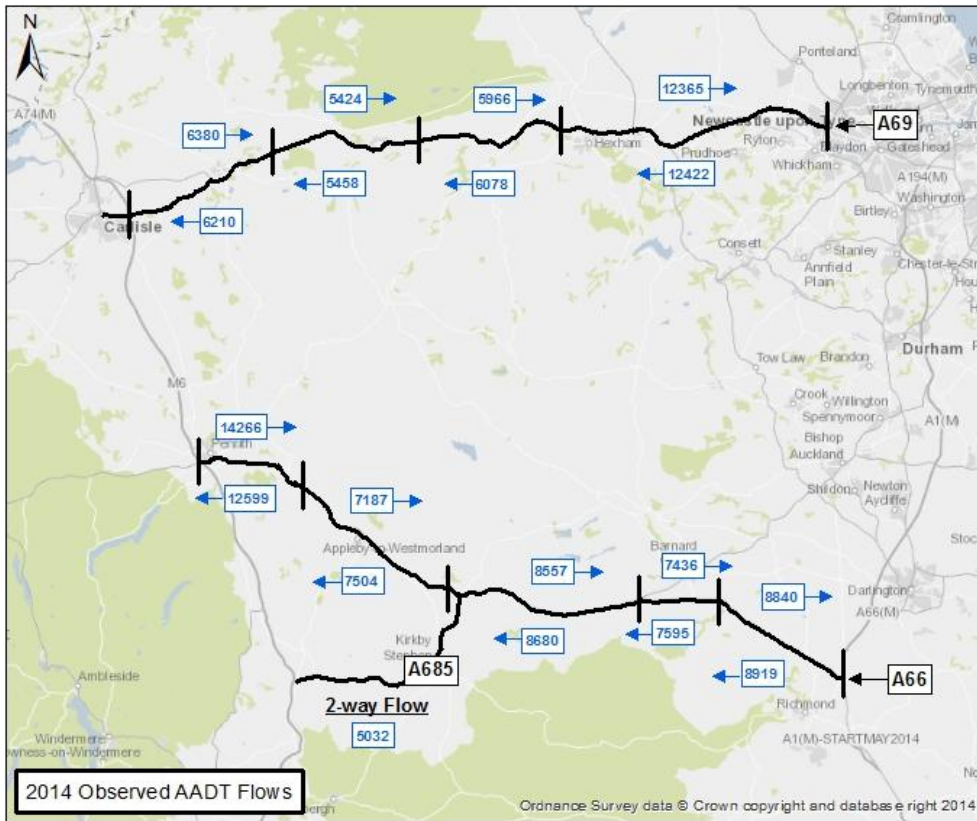 N
Cramlington
Ponteland
A74(M)
5424
5966
12365
Longbenton
Tynemouth
6380
Newcastle upon Tyne
A69
Hexham
Prudhoe
Ryton
Blaydon
Gateshead
Whickham
5458
6078
12422
A194(M)
Washington
6210
Carlisle
Birtley
Consett
Stanley
Annfield
Plain
Durham
M6
Tow Law
Brandon
Crook
Willington
Spennymoor
A1(M)
14266
Penrith
Bishop
Auckland
12599
7187
Shildon
Newton
Aycliffe
Appleby-in-Westmorland
Barnard
8557
7436
7504
8840
Darlington
A66(M)
Kirkby
8680
7595
A685
8919
A66
Ambleside
2-way Flow
Richmond
5032
Windermere
A1(M)-STARTMAY2014
2014 Observed AADT Flows
Ordnance Survey data © Crown copyright and database right 2014